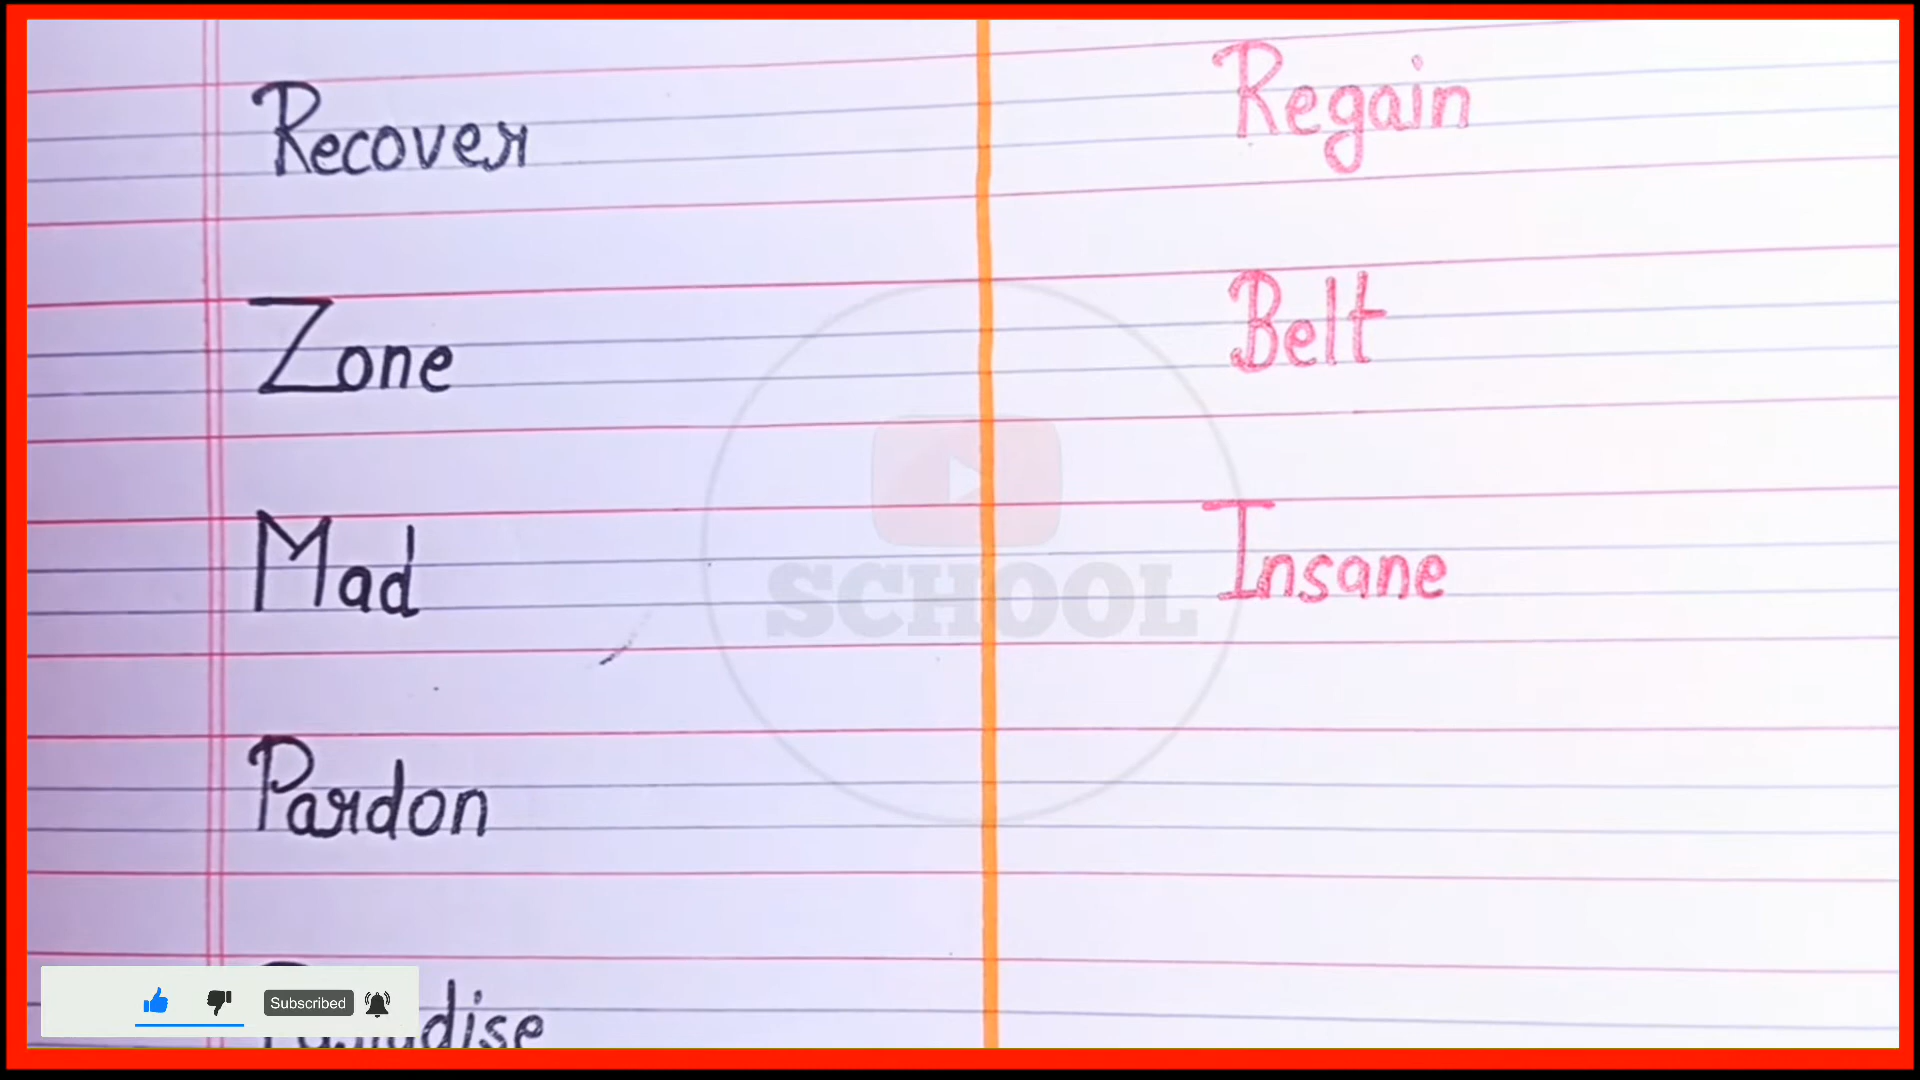 Recover Regain
Zone Belt
Mad Insane
SCHOOL
Pardon
Subscribed